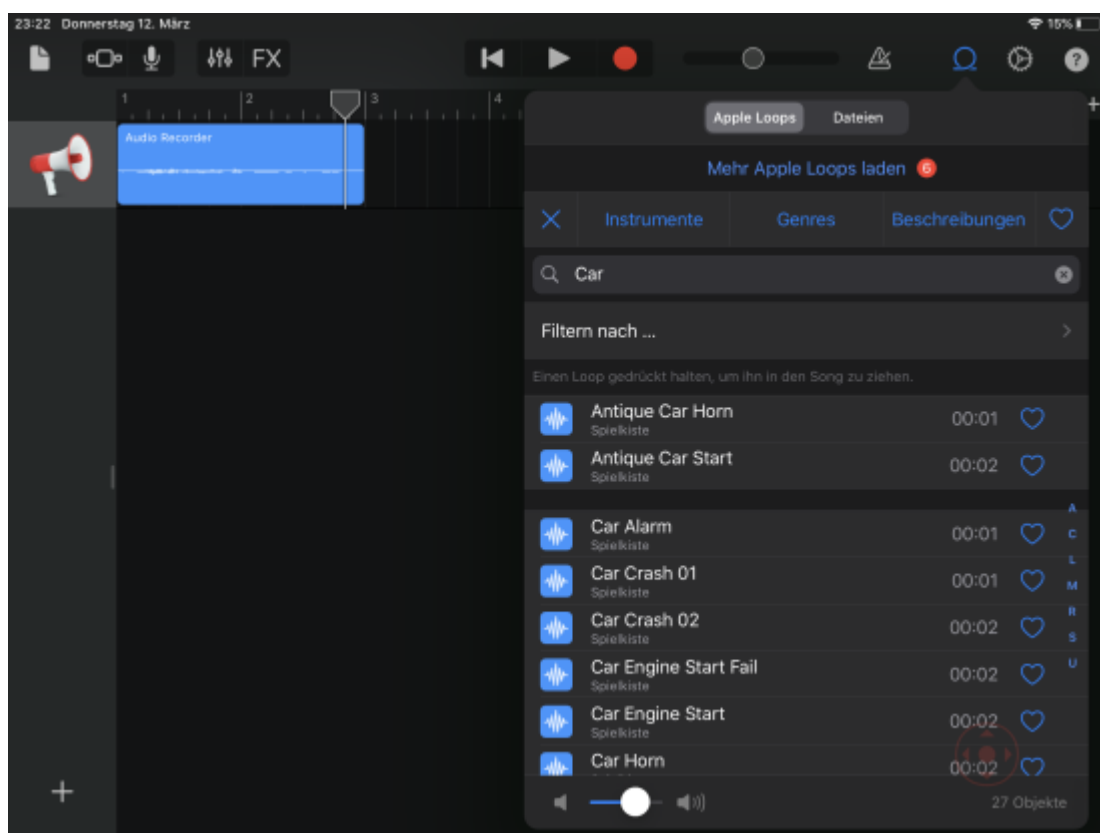 23:22 Donnerstag 12. März
15%
FX
?
1 2 3 4
+
Audio Recorder
Apple Loops Dateien
Mehr Apple Loops laden 6
Instrumente Genres Beschreibungen
Car
Filtern nach ...
Einen Loop gedrückt halten, um ihn in den Song zu ziehen.
Antique Car Horn 00:01
Spielkiste
Antique Car Start 00:02
Spielkiste
Car Alarm 00:01
Spielkiste
Car Crash 01 00:01
Spielkiste
Car Crash 02 00:02
Spielkiste
Car Engine Start Fail 00:02
Spielkiste
Car Engine Start 00:02
Spielkiste
Car Horn 00:02
A
C
L
M
R
S
U
+
27 Objekte